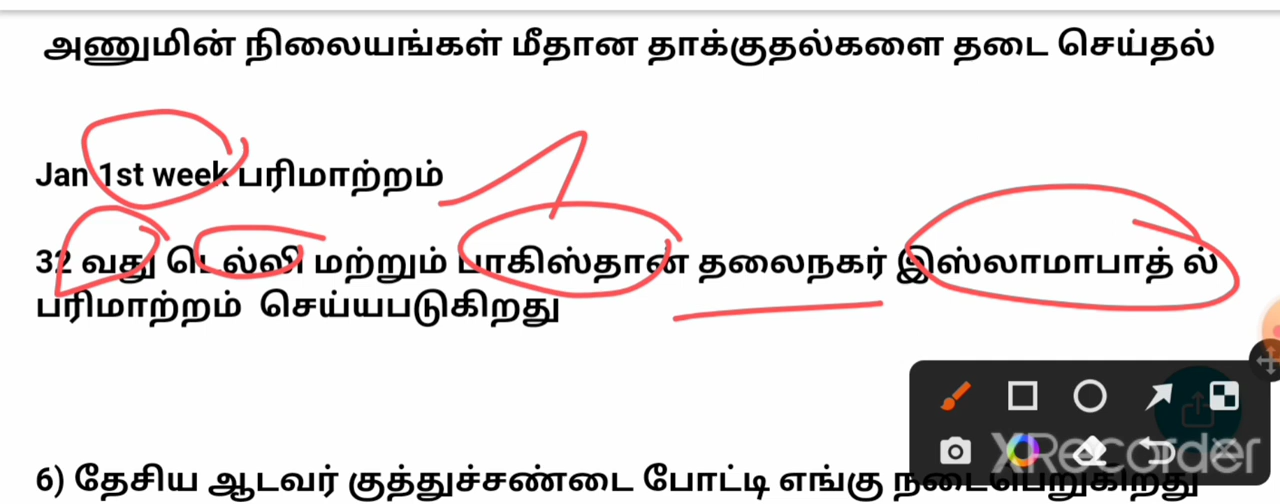 அணுமின் நிலையங்கள் மீதான தாக்குதல்களை தடை செய்தல்
Jan 1st week பரிமாற்றம்
32 வது டெல்லி மற்றும் பாகிஸ்தான் தலைநகர் இஸ்லாமாபாத் ல்
பரிமாற்றம் செய்யபடுகிறது
XRecorder
6) தேசிய ஆடவர் குத்துச்சண்டை போட்டி எங்கு நடைபெறுகிறது